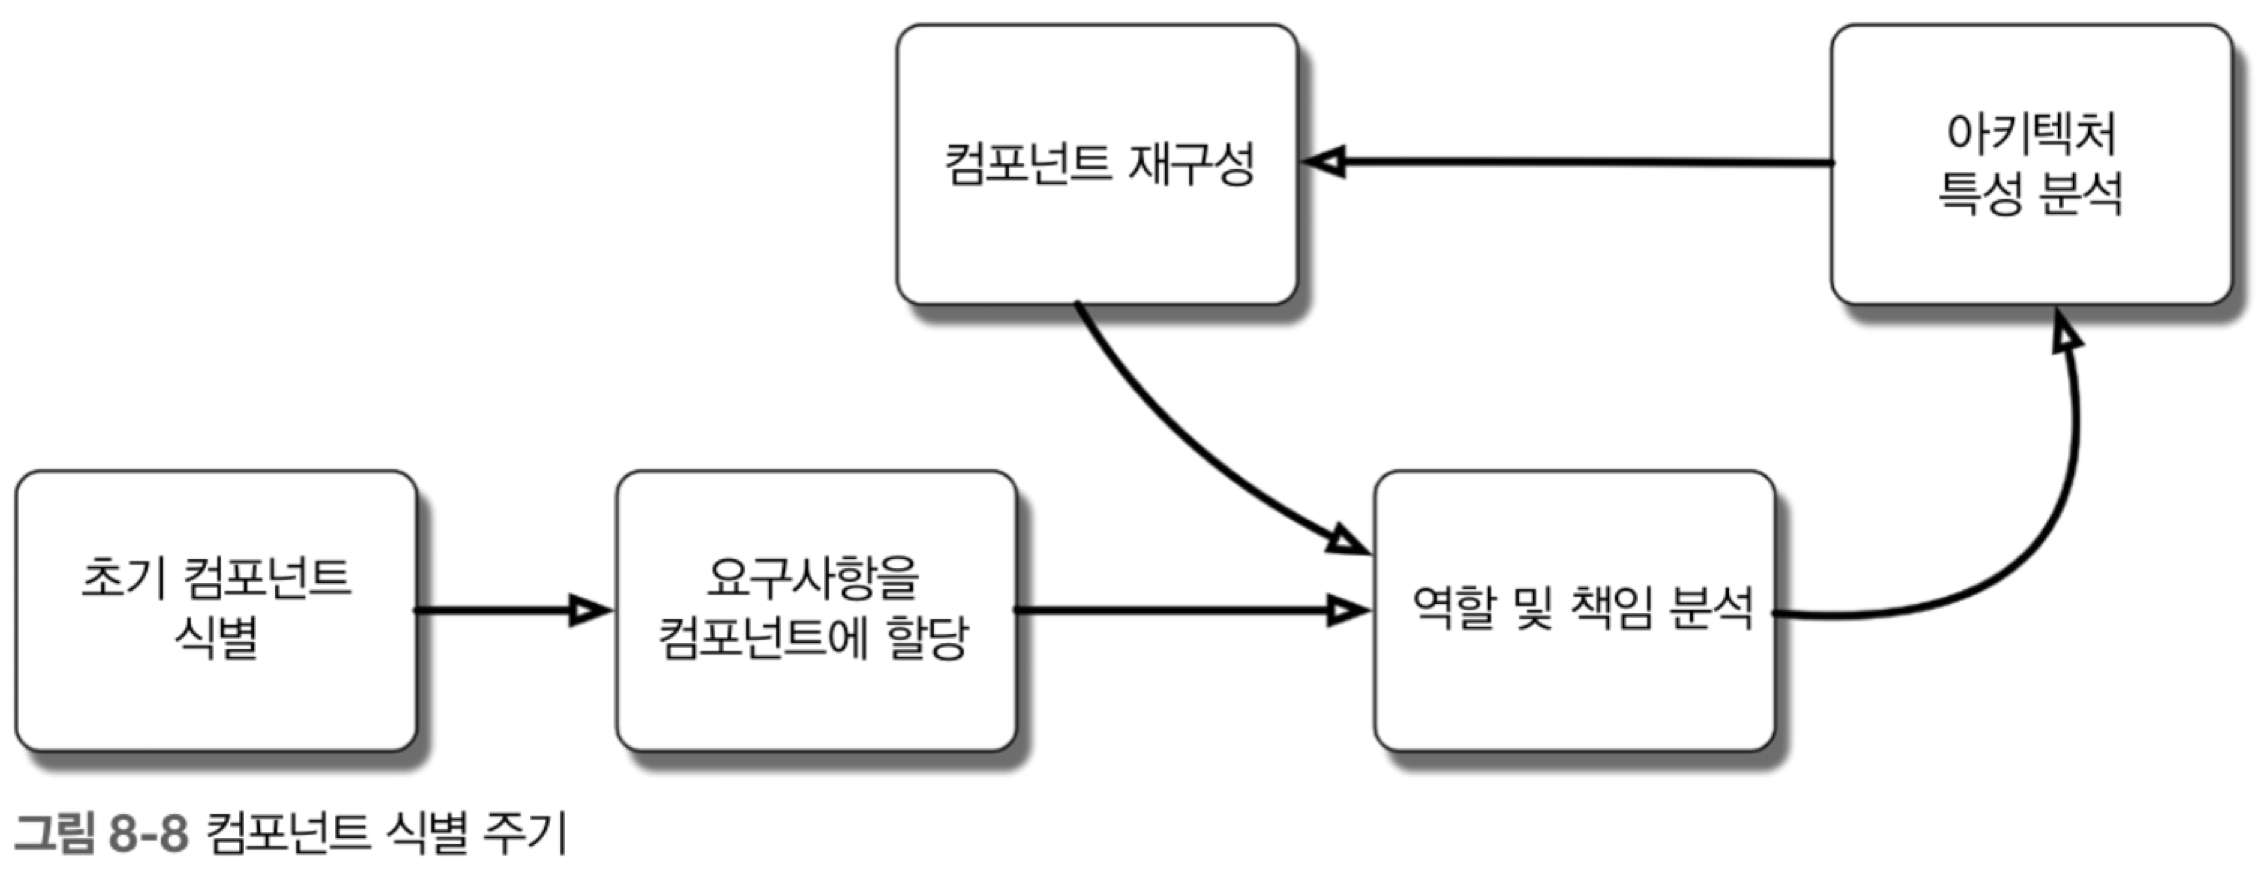 컴포넌트 재구성
아키텍처
특성 분석
초기 컴포넌트
식별
요구사항을
컴포넌트에 할당
역할 및 책임 분석
그림 8-8 컴포넌트 식별 주기